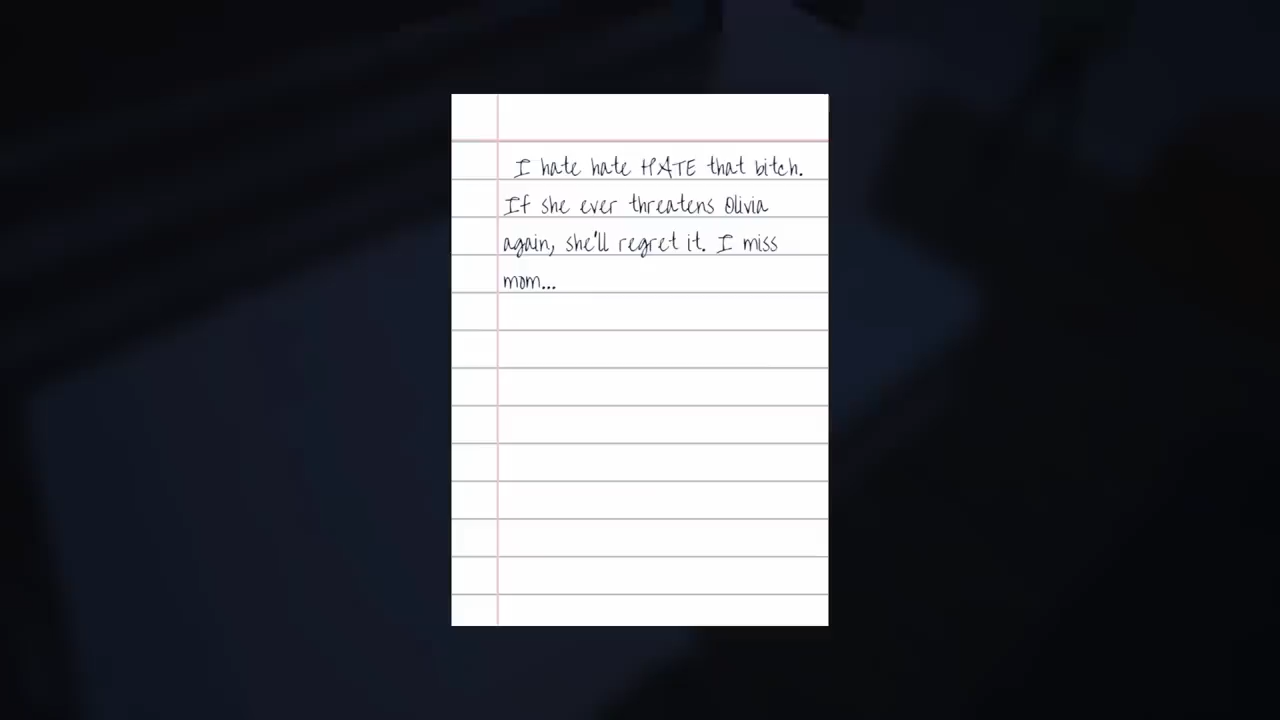 I hate hate HATE that bitch.
If she ever threatens Olivia
again, she'll regret it. I miss
mom...